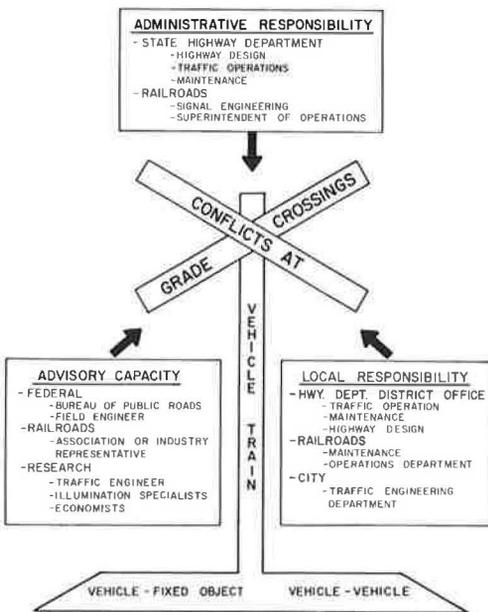 ADMINISTRATIVE RESPONSIBILITY
- STATE HIGHWAY DEPARTMENT
- HIGHWAY DESIGN
- TRAFFIC OPERATIONS
- MAINTENANCE
- RAILROADS
- SIGNAL ENGINEERING
- SUPERINTENDENT OF OPERATIONS
CONFLICTS AT
GRADE CROSSINGS
VEHICLE TRAIN
ADVISORY CAPACITY
- FEDERAL
- BUREAU OF PUBLIC ROADS
- FIELD ENGINEER
- RAILROADS
- ASSOCIATION OR INDUSTRY
REPRESENTATIVE
- RESEARCH
- TRAFFIC ENGINEER
- ILLUMINATION SPECIALISTS
- ECONOMISTS
LOCAL RESPONSIBILITY
- HWY. DEPT. DISTRICT OFFICE
- TRAFFIC OPERATION
- MAINTENANCE
- HIGHWAY DESIGN
- RAILROADS
- MAINTENANCE
- OPERATIONS DEPARTMENT
- CITY
- TRAFFIC ENGINEERING
DEPARTMENT
VEHICLE - FIXED OBJECT
VEHICLE - VEHICLE